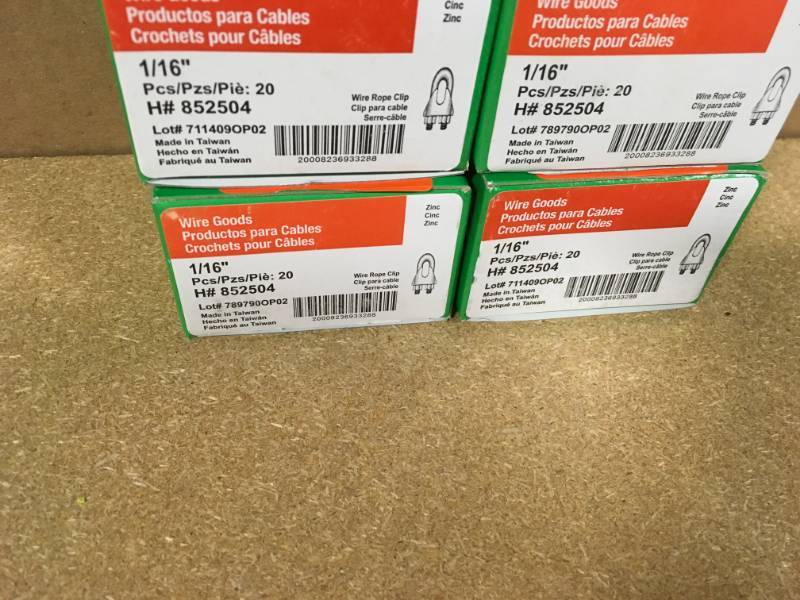 Wire Goods
Productos para Cables
Crochets pour Câbles
Cinc
Zinc
1/16"
Pcs/Pzs/Piè: 20
H# 852504
Wire Rope Clip
Clip para cable
Serre-câble
Lot# 711409OP02
Made in Taiwan
Hecho en Taiwán
Fabriqué au Taiwan
20008236933288
Wire Goods
Productos para Cables
Crochets pour Câbles
1/16"
Pcs/Pzs/Piè: 20
H# 852504
Wire Rope Clip
Clip para cable
Serre-câble
Lot# 789790OP02
Made in Taiwan
Hecho en Taiwán
Fabriqué au Taiwan
20008236933288
Wire Goods
Productos para Cables
Crochets pour Câbles
Zinc
Cinc
Zinc
1/16"
Pcs/Pzs/Piè: 20
H# 852504
Wire Rope Clip
Clip para cable
Serre-câble
Lot# 789790OP02
Made in Taiwan
Hecho en Taiwán
Fabriqué au Taiwan
20008236933288
Wire Goods
Productos para Cables
Crochets pour Câbles
Zinc
Cinc
Zinc
1/16"
Pcs/Pzs/Piè: 20
H# 852504
Wire Rope Clip
Clip para cable
Serre-câble
Lot# 711409OP02
Made in Taiwan
Hecho en Taiwán
Fabriqué au Taiwan
20008236933288